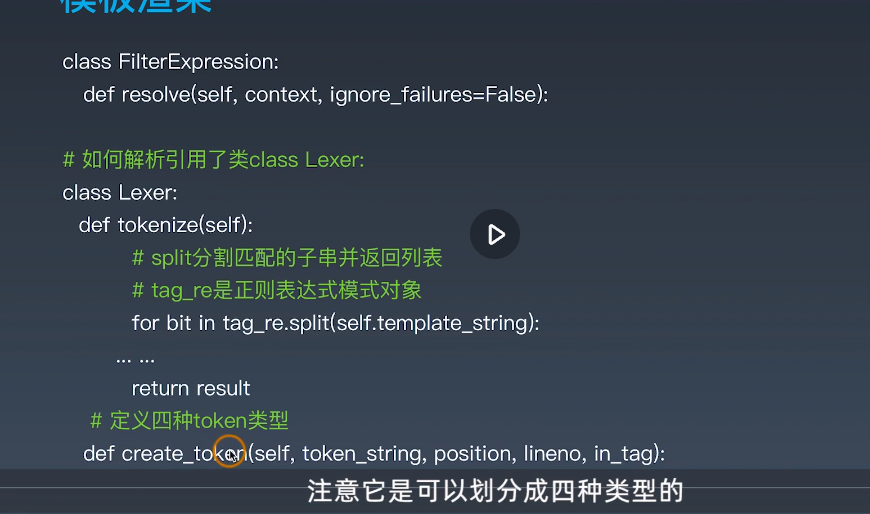 模板渲染
class FilterExpression:
def resolve(self, context, ignore_failures=False):
# 如何解析引用了类class Lexer:
class Lexer:
def tokenize(self):
# split分割匹配的子串并返回列表
# tag_re是正则表达式模式对象
for bit in tag_re.split(self.template_string):
... ...
return result
# 定义四种token类型
def create_token(self, token_string, position, lineno, in_tag):
注意它是可以划分成四种类型的